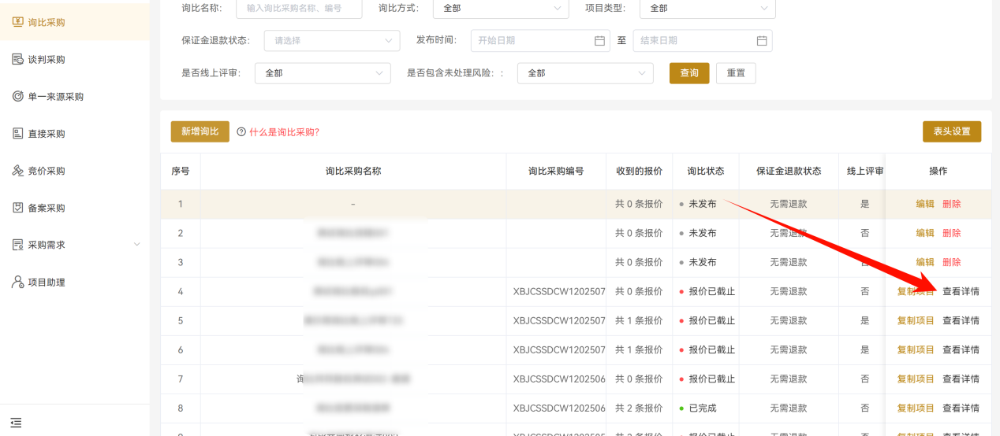 询比采购
谈判采购
单一来源采购
直接采购
竞价采购
备案采购
采购需求
项目助理
询比名称： 输入询比采购名称、编号 询比方式： 全部 项目类型： 全部
保证金退款状态： 请选择 发布时间： 开始日期 至 结束日期
是否线上评审： 全部 是否包含未处理风险：： 全部 查询 重置
新增询比 什么是询比采购? 表头设置
序号 询比采购名称 询比采购编号 收到的报价 询比状态 保证金退款状态 线上评审 操作
1 - 共 0 条报价 未发布 无需退款 是 编辑 删除
2 共 0 条报价 未发布 无需退款 否 编辑 删除
3 共 0 条报价 未发布 无需退款 编辑 删除
4 XBJCSSDCW1202507 共 0 条报价 报价已截止 无需退款 否 复制项目 查看详情
5 XBJCSSDCW1202507 共 1 条报价 报价已截止 无需退款 是 复制项目 查看详情
6 XBJCSSDCW1202507 共 1 条报价 报价已截止 无需退款 是 复制项目 查看详情
7 询 XBJCSSDCW1202506 共 0 条报价 报价已截止 无需退款 否 复制项目 查看详情
8 XBJCSSDCW1202506 共 2 条报价 已完成 无需退款 否 复制项目 查看详情